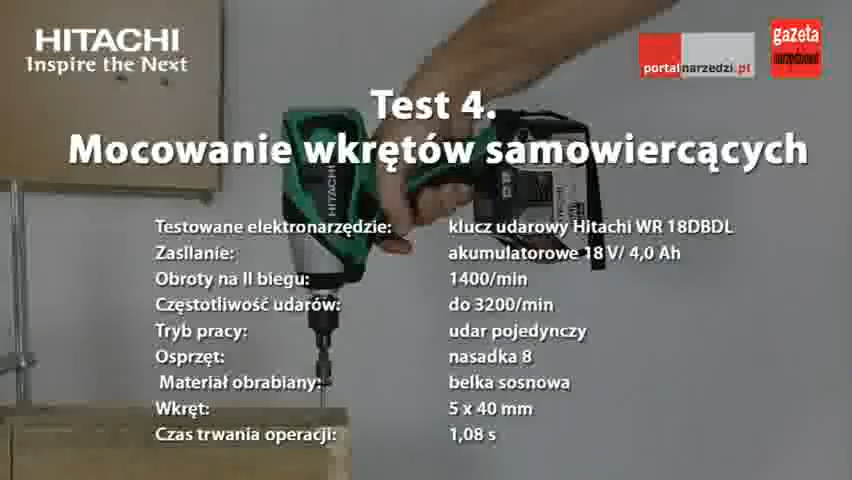 HITACHI
Inspire the Next
portalnarzedzi.pl
gazeta
narzędziowa
Test 4.
Mocowanie wkrętów samowiercących
Testowane elektronarzędzie: klucz udarowy Hitachi WR 18DBDL
Zasilanie: akumulatorowe 18 V/ 4,0 Ah
Obroty na II biegu: 1400/min
Częstotliwość udarów: do 3200/min
Tryb pracy: udar pojedynczy
Osprzęt: nasadka 8
Materiał obrabiany: belka sosnowa
Wkręt: 5 x 40 mm
Czas trwania operacji: 1,08 s
HITACHI